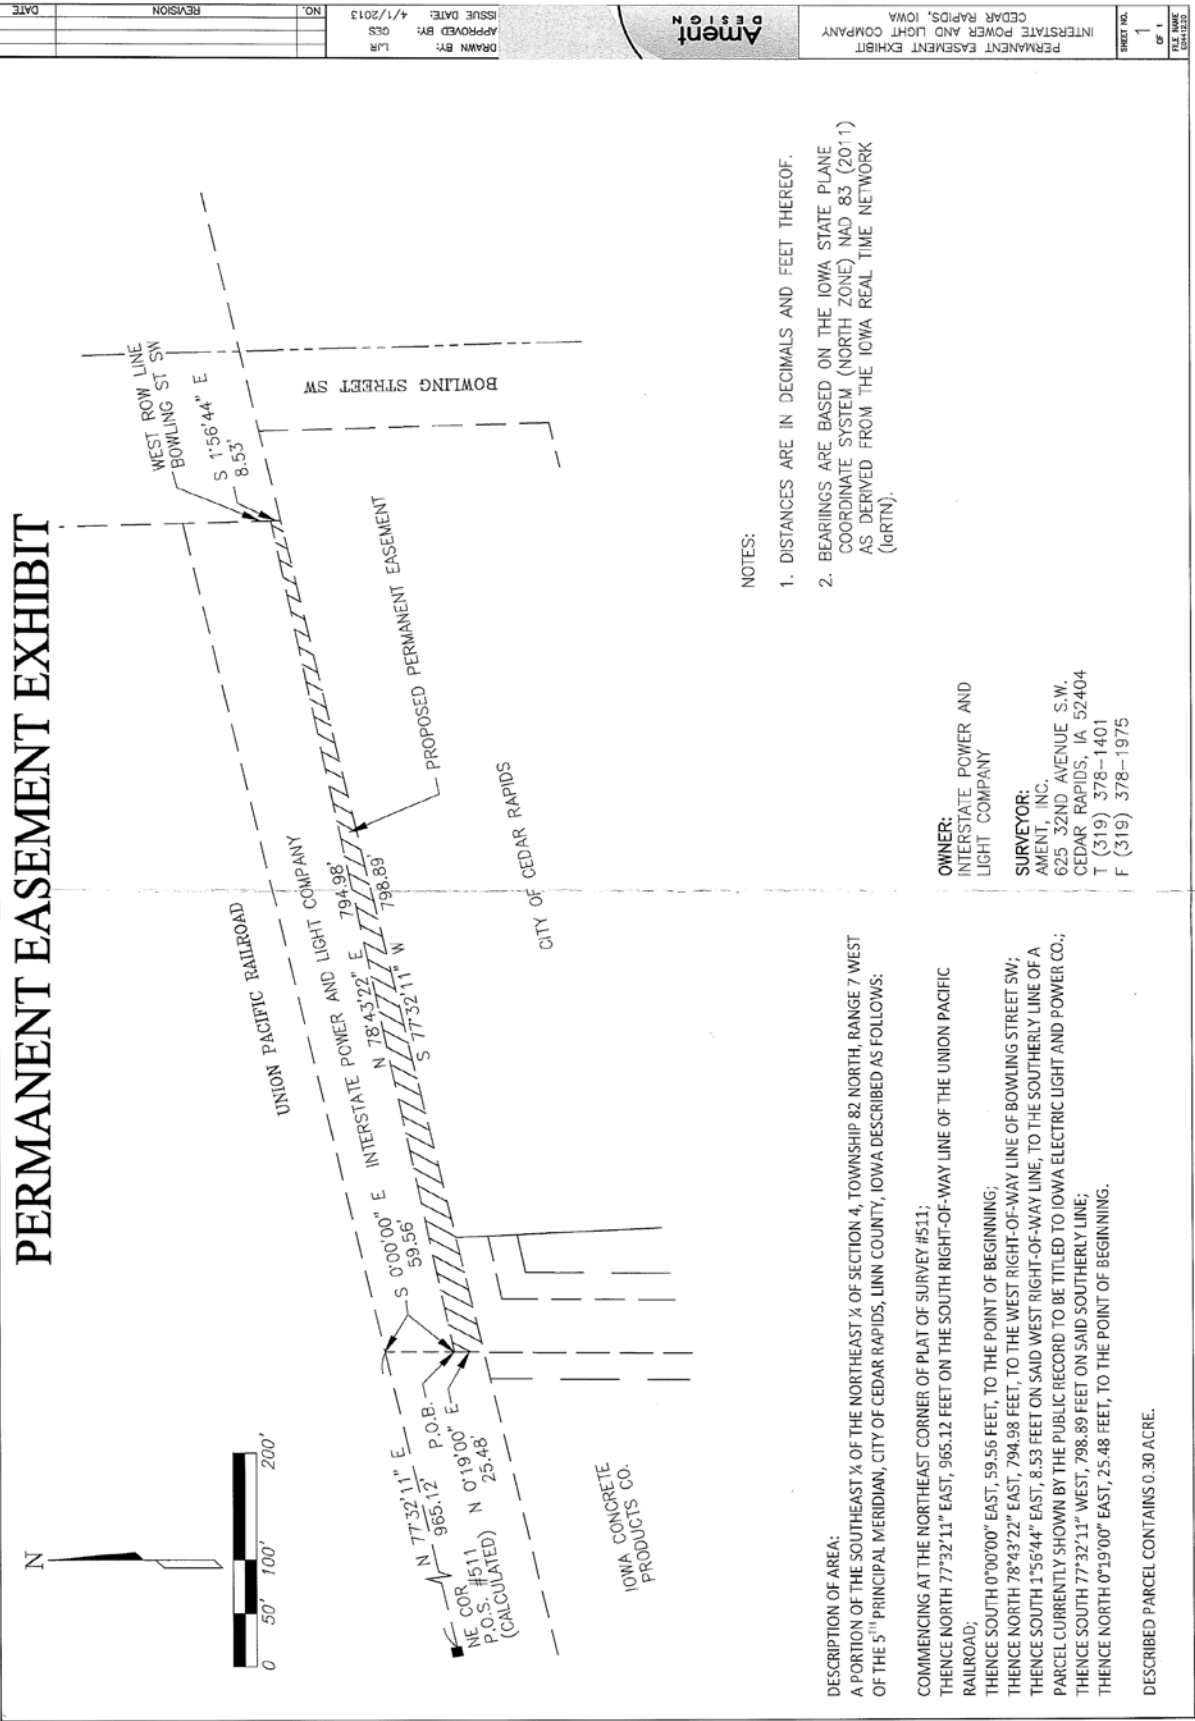 PERMANENT EASEMENT EXHIBIT
N
0 50' 100' 200'
WEST ROW LINE
BOWLING ST SW
S 1°56'44" E
8.53'
BOWLING STREET SW
UNION PACIFIC RAILROAD
INTERSTATE POWER AND LIGHT COMPANY
N 78°43'22" E 794.98'
S 77°32'11" W 798.89'
PROPOSED PERMANENT EASEMENT
CITY OF CEDAR RAPIDS
S 0°00'00" E
59.56'
N 77°32'11" E
965.12'
P.O.B.
NE COR
P.O.S. #511
(CALCULATED)
N 0°19'00" E
25.48'
IOWA CONCRETE
PRODUCTS CO.
DESCRIPTION OF AREA:
A PORTION OF THE SOUTHEAST ¼ OF THE NORTHEAST ¼ OF SECTION 4, TOWNSHIP 82 NORTH, RANGE 7 WEST
OF THE 5TH PRINCIPAL MERIDIAN, CITY OF CEDAR RAPIDS, LINN COUNTY, IOWA DESCRIBED AS FOLLOWS:
COMMENCING AT THE NORTHEAST CORNER OF PLAT OF SURVEY #511;
THENCE NORTH 77°32'11" EAST, 965.12 FEET ON THE SOUTH RIGHT-OF-WAY LINE OF THE UNION PACIFIC
RAILROAD;
THENCE SOUTH 0°00'00" EAST, 59.56 FEET, TO THE POINT OF BEGINNING;
THENCE NORTH 78°43'22" EAST, 794.98 FEET, TO THE WEST RIGHT-OF-WAY LINE OF BOWLING STREET SW;
THENCE SOUTH 1°56'44" EAST, 8.53 FEET ON SAID WEST RIGHT-OF-WAY LINE, TO THE SOUTHERLY LINE OF A
PARCEL CURRENTLY SHOWN BY THE PUBLIC RECORD TO BE TITLED TO IOWA ELECTRIC LIGHT AND POWER CO.;
THENCE SOUTH 77°32'11" WEST, 798.89 FEET ON SAID SOUTHERLY LINE;
THENCE NORTH 0°19'00" EAST, 25.48 FEET, TO THE POINT OF BEGINNING.
DESCRIBED PARCEL CONTAINS 0.30 ACRE.
OWNER:
INTERSTATE POWER AND
LIGHT COMPANY
SURVEYOR:
AMENT, INC.
625 32ND AVENUE S.W.
CEDAR RAPIDS, IA 52404
T (319) 378-1401
F (319) 378-1975
NOTES:
1. DISTANCES ARE IN DECIMALS AND FEET THEREOF.
2. BEARINGS ARE BASED ON THE IOWA STATE PLANE
COORDINATE SYSTEM (NORTH ZONE) NAD 83 (2011)
AS DERIVED FROM THE IOWA REAL TIME NETWORK
(IaRTN).
NO. REVISION DATE
DRAWN BY: LJR
APPROVED BY: GES
ISSUE DATE: 4/1/2013
Ament
DESIGN
PERMANENT EASEMENT EXHIBIT
INTERSTATE POWER AND LIGHT COMPANY
CEDAR RAPIDS, IOWA
SHEET NO.
1
OF 1
FILE NAME